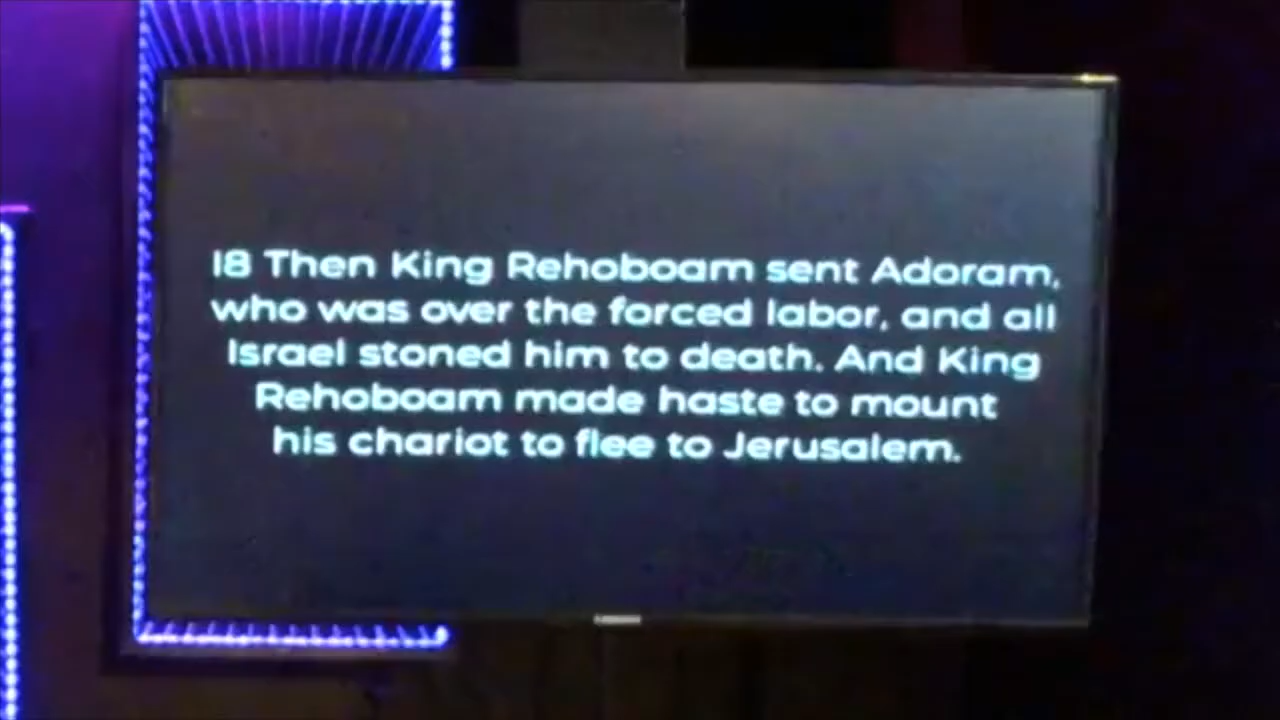 18 Then King Rehoboam sent Adoram,
who was over the forced labor, and all
Israel stoned him to death. And King
Rehoboam made haste to mount
his chariot to flee to Jerusalem.